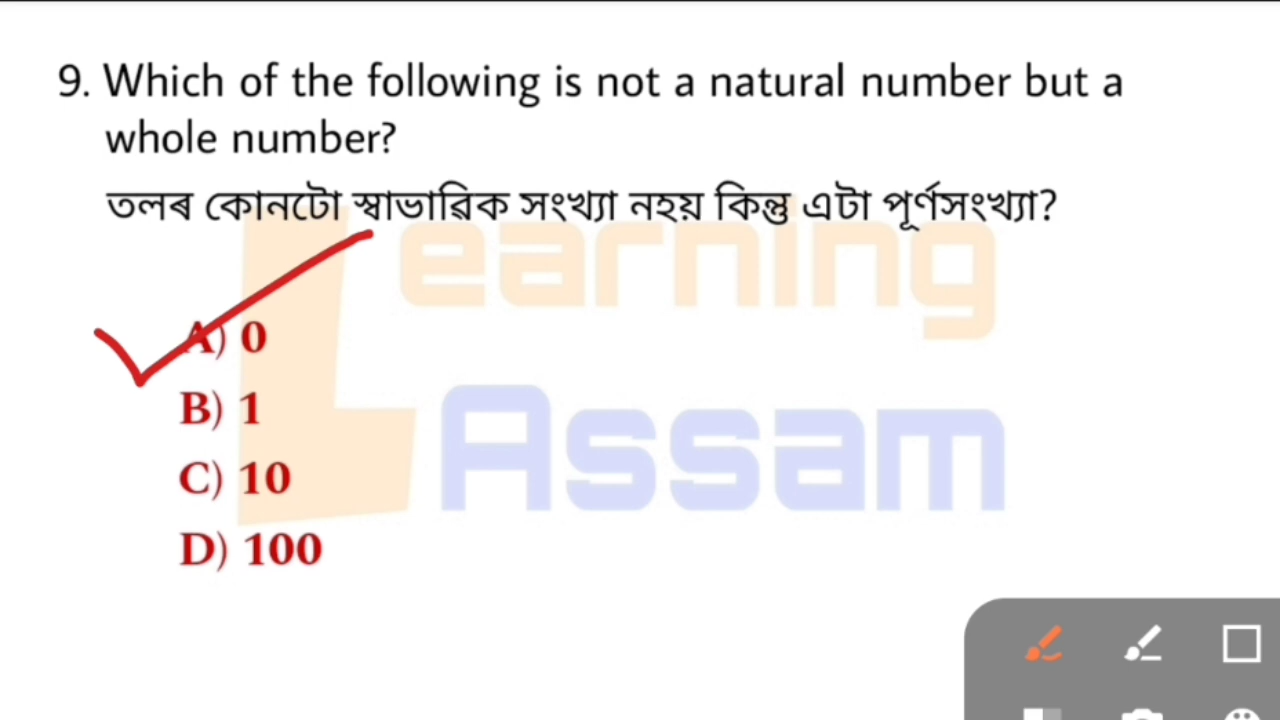 9. Which of the following is not a natural number but a
whole number?
তলৰ কোনটো স্বাভাৱিক সংখ্যা নহয় কিন্তু এটা পূৰ্ণসংখ্যা?
Learning
Assam
A) 0
B) 1
C) 10
D) 100